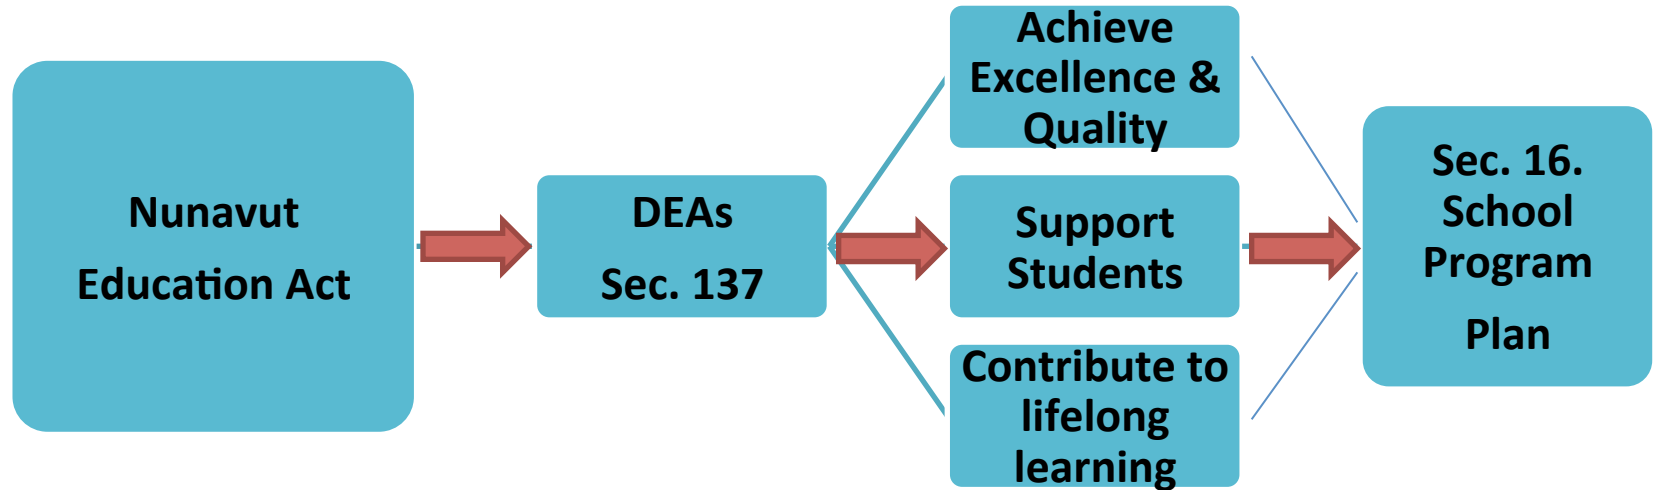 Nunavut
Education Act
DEAs
Sec. 137
Achieve
Excellence &
Quality
Support
Students
Contribute to
lifelong
learning
Sec. 16.
School
Program
Plan